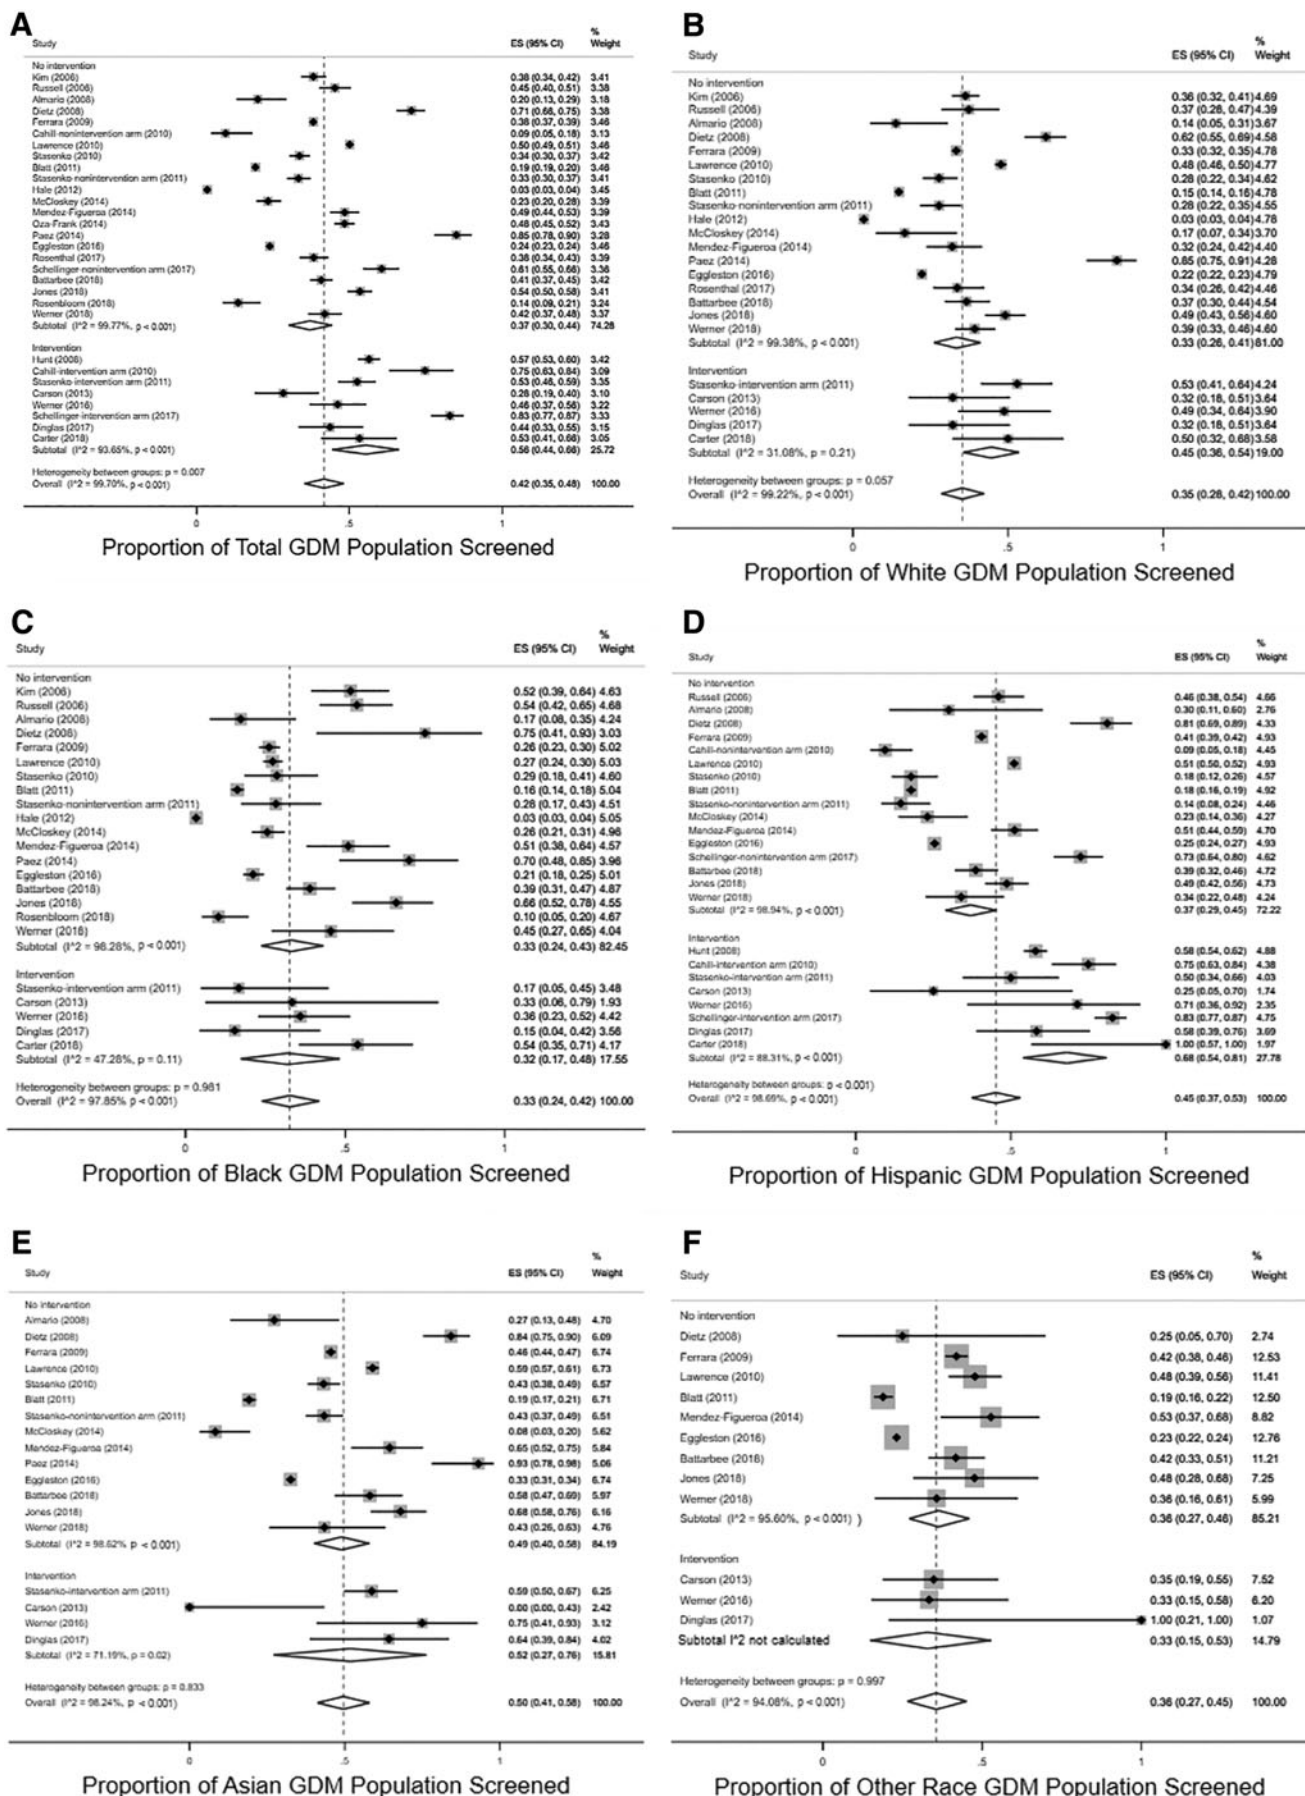 A
%
Study ES (95% CI) Weight
No intervention
Kim (2006) 0.38 (0.34, 0.42) 3.41
Russell (2006) 0.45 (0.40, 0.51) 3.38
Almario (2008) 0.20 (0.13, 0.29) 3.18
Dietz (2008) 0.71 (0.66, 0.75) 3.38
Ferrara (2009) 0.38 (0.37, 0.39) 3.46
Cahill-nonintervention arm (2010) 0.09 (0.05, 0.18) 3.13
Lawrence (2010) 0.50 (0.49, 0.51) 3.46
Stasenko (2010) 0.34 (0.30, 0.37) 3.42
Blatt (2011) 0.19 (0.19, 0.20) 3.46
Stasenko-nonintervention arm (2011) 0.33 (0.30, 0.37) 3.41
Hale (2012) 0.03 (0.03, 0.04) 3.45
McCloskey (2014) 0.23 (0.20, 0.28) 3.39
Mendez-Figueroa (2014) 0.49 (0.44, 0.53) 3.39
Oza-Frank (2014) 0.48 (0.45, 0.52) 3.43
Paez (2014) 0.85 (0.78, 0.90) 3.28
Eggleston (2016) 0.24 (0.23, 0.24) 3.46
Rosenthal (2017) 0.38 (0.34, 0.43) 3.39
Schellinger-nonintervention arm (2017) 0.61 (0.55, 0.66) 3.36
Battarbee (2018) 0.41 (0.37, 0.45) 3.42
Jones (2018) 0.54 (0.50, 0.58) 3.41
Rosenbloom (2018) 0.14 (0.09, 0.21) 3.24
Werner (2018) 0.42 (0.37, 0.48) 3.37
Subtotal (I^2 = 99.77%, p < 0.001) 0.37 (0.30, 0.44) 74.28
Intervention
Hunt (2008) 0.57 (0.53, 0.60) 3.42
Cahill-intervention arm (2010) 0.75 (0.63, 0.84) 3.09
Stasenko-intervention arm (2011) 0.53 (0.46, 0.59) 3.35
Carson (2013) 0.28 (0.19, 0.40) 3.10
Werner (2016) 0.46 (0.37, 0.56) 3.22
Schellinger-intervention arm (2017) 0.83 (0.77, 0.87) 3.33
Dinglas (2017) 0.44 (0.33, 0.55) 3.15
Carter (2018) 0.53 (0.41, 0.66) 3.05
Subtotal (I^2 = 93.65%, p < 0.001) 0.56 (0.44, 0.68) 25.72
Heterogeneity between groups: p = 0.007
Overall (I^2 = 99.70%, p < 0.001) 0.42 (0.35, 0.48) 100.00
0 .5 1
Proportion of Total GDM Population Screened
B
%
Study ES (95% CI) Weight
No intervention
Kim (2006) 0.36 (0.32, 0.41) 4.69
Russell (2006) 0.37 (0.28, 0.47) 4.39
Almario (2008) 0.14 (0.05, 0.31) 3.67
Dietz (2008) 0.62 (0.55, 0.69) 4.58
Ferrara (2009) 0.33 (0.32, 0.35) 4.78
Lawrence (2010) 0.48 (0.46, 0.50) 4.77
Stasenko (2010) 0.28 (0.22, 0.34) 4.62
Blatt (2011) 0.15 (0.14, 0.16) 4.78
Stasenko-nonintervention arm (2011) 0.28 (0.22, 0.35) 4.55
Hale (2012) 0.03 (0.03, 0.04) 4.78
McCloskey (2014) 0.17 (0.07, 0.34) 3.70
Mendez-Figueroa (2014) 0.32 (0.24, 0.42) 4.40
Paez (2014) 0.85 (0.75, 0.91) 4.28
Eggleston (2016) 0.22 (0.22, 0.23) 4.79
Rosenthal (2017) 0.34 (0.26, 0.42) 4.46
Battarbee (2018) 0.37 (0.30, 0.44) 4.54
Jones (2018) 0.49 (0.43, 0.56) 4.60
Werner (2018) 0.39 (0.33, 0.46) 4.60
Subtotal (I^2 = 99.38%, p < 0.001) 0.33 (0.26, 0.41) 81.00
Intervention
Stasenko-intervention arm (2011) 0.53 (0.41, 0.64) 4.24
Carson (2013) 0.32 (0.18, 0.51) 3.64
Werner (2016) 0.49 (0.34, 0.64) 3.90
Dinglas (2017) 0.32 (0.18, 0.51) 3.64
Carter (2018) 0.50 (0.32, 0.68) 3.58
Subtotal (I^2 = 31.08%, p = 0.21) 0.45 (0.36, 0.54) 19.00
Heterogeneity between groups: p = 0.057
Overall (I^2 = 99.22%, p < 0.001) 0.35 (0.28, 0.42) 100.00
0 .5 1
Proportion of White GDM Population Screened
C
%
Study ES (95% CI) Weight
No intervention
Kim (2006) 0.52 (0.39, 0.64) 4.63
Russell (2006) 0.54 (0.42, 0.65) 4.68
Almario (2008) 0.17 (0.08, 0.35) 4.24
Dietz (2008) 0.75 (0.41, 0.93) 3.03
Ferrara (2009) 0.26 (0.23, 0.30) 5.02
Lawrence (2010) 0.27 (0.24, 0.30) 5.03
Stasenko (2010) 0.29 (0.18, 0.41) 4.60
Blatt (2011) 0.16 (0.14, 0.18) 5.04
Stasenko-nonintervention arm (2011) 0.28 (0.17, 0.43) 4.51
Hale (2012) 0.03 (0.03, 0.04) 5.05
McCloskey (2014) 0.26 (0.21, 0.31) 4.96
Mendez-Figueroa (2014) 0.51 (0.38, 0.64) 4.57
Paez (2014) 0.70 (0.48, 0.85) 3.96
Eggleston (2016) 0.21 (0.18, 0.25) 5.01
Battarbee (2018) 0.39 (0.31, 0.47) 4.87
Jones (2018) 0.66 (0.52, 0.78) 4.55
Rosenbloom (2018) 0.10 (0.05, 0.20) 4.67
Werner (2018) 0.45 (0.27, 0.65) 4.04
Subtotal (I^2 = 98.28%, p < 0.001) 0.33 (0.24, 0.43) 82.45
Intervention
Stasenko-intervention arm (2011) 0.17 (0.05, 0.45) 3.48
Carson (2013) 0.33 (0.06, 0.79) 1.93
Werner (2016) 0.36 (0.23, 0.52) 4.42
Dinglas (2017) 0.15 (0.04, 0.42) 3.56
Carter (2018) 0.54 (0.35, 0.71) 4.17
Subtotal (I^2 = 47.28%, p = 0.11) 0.32 (0.17, 0.48) 17.55
Heterogeneity between groups: p = 0.981
Overall (I^2 = 97.85%, p < 0.001) 0.33 (0.24, 0.42) 100.00
0 .5 1
Proportion of Black GDM Population Screened
D
%
Study ES (95% CI) Weight
No intervention
Russell (2006) 0.46 (0.38, 0.54) 4.66
Almario (2008) 0.30 (0.11, 0.60) 2.76
Dietz (2008) 0.81 (0.69, 0.89) 4.33
Ferrara (2009) 0.41 (0.39, 0.42) 4.93
Cahill-nonintervention arm (2010) 0.09 (0.05, 0.18) 4.45
Lawrence (2010) 0.51 (0.50, 0.52) 4.93
Stasenko (2010) 0.18 (0.12, 0.26) 4.57
Blatt (2011) 0.18 (0.16, 0.19) 4.92
Stasenko-nonintervention arm (2011) 0.14 (0.08, 0.24) 4.46
McCloskey (2014) 0.23 (0.14, 0.36) 4.27
Mendez-Figueroa (2014) 0.51 (0.44, 0.59) 4.70
Eggleston (2016) 0.25 (0.24, 0.27) 4.93
Schellinger-nonintervention arm (2017) 0.73 (0.64, 0.80) 4.62
Battarbee (2018) 0.39 (0.32, 0.46) 4.72
Jones (2018) 0.49 (0.42, 0.56) 4.73
Werner (2018) 0.34 (0.22, 0.48) 4.24
Subtotal (I^2 = 98.94%, p < 0.001) 0.37 (0.29, 0.45) 72.22
Intervention
Hunt (2008) 0.58 (0.54, 0.62) 4.88
Cahill-intervention arm (2010) 0.75 (0.63, 0.84) 4.38
Stasenko-intervention arm (2011) 0.50 (0.34, 0.66) 4.03
Carson (2013) 0.25 (0.05, 0.70) 1.74
Werner (2016) 0.71 (0.36, 0.92) 2.35
Schellinger-intervention arm (2017) 0.83 (0.77, 0.87) 4.75
Dinglas (2017) 0.58 (0.39, 0.76) 3.69
Carter (2018) 1.00 (0.57, 1.00) 1.97
Subtotal (I^2 = 88.31%, p < 0.001) 0.68 (0.54, 0.81) 27.78
Heterogeneity between groups: p < 0.001)
Overall (I^2 = 98.69%, p < 0.001) 0.45 (0.37, 0.53) 100.00
0 .5 1
Proportion of Hispanic GDM Population Screened
E
%
Study ES (95% CI) Weight
No intervention
Almario (2008) 0.27 (0.13, 0.48) 4.70
Dietz (2008) 0.84 (0.75, 0.90) 6.09
Ferrara (2009) 0.46 (0.44, 0.47) 6.74
Lawrence (2010) 0.59 (0.57, 0.61) 6.73
Stasenko (2010) 0.43 (0.38, 0.49) 6.57
Blatt (2011) 0.19 (0.17, 0.21) 6.71
Stasenko-nonintervention arm (2011) 0.43 (0.37, 0.49) 6.51
McCloskey (2014) 0.08 (0.03, 0.20) 5.62
Mendez-Figueroa (2014) 0.65 (0.52, 0.75) 5.84
Paez (2014) 0.93 (0.78, 0.98) 5.06
Eggleston (2016) 0.33 (0.31, 0.34) 6.74
Battarbee (2018) 0.58 (0.47, 0.69) 5.97
Jones (2018) 0.68 (0.58, 0.76) 6.16
Werner (2018) 0.43 (0.26, 0.63) 4.76
Subtotal (I^2 = 98.62% p < 0.001) 0.49 (0.40, 0.58) 84.19
Intervention
Stasenko-intervention arm (2011) 0.59 (0.50, 0.67) 6.25
Carson (2013) 0.00 (0.00, 0.43) 2.42
Werner (2016) 0.75 (0.41, 0.93) 3.12
Dinglas (2017) 0.64 (0.39, 0.84) 4.02
Subtotal (I^2 = 71.19% p = 0.02) 0.52 (0.27, 0.76) 15.81
Heterogeneity between groups: p = 0.833
Overall (I^2 = 98.24%, p < 0.001) 0.50 (0.41, 0.58) 100.00
0 .5 1
Proportion of Asian GDM Population Screened
F
%
Study ES (95% CI) Weight
No intervention
Dietz (2008) 0.25 (0.05, 0.70) 2.74
Ferrara (2009) 0.42 (0.38, 0.46) 12.53
Lawrence (2010) 0.48 (0.39, 0.56) 11.41
Blatt (2011) 0.19 (0.16, 0.22) 12.50
Mendez-Figueroa (2014) 0.53 (0.37, 0.68) 8.82
Eggleston (2016) 0.23 (0.22, 0.24) 12.76
Battarbee (2018) 0.42 (0.33, 0.51) 11.21
Jones (2018) 0.48 (0.28, 0.68) 7.25
Werner (2018) 0.36 (0.16, 0.61) 5.99
Subtotal (I^2 = 95.60%, p < 0.001) ) 0.36 (0.27, 0.46) 85.21
Intervention
Carson (2013) 0.35 (0.19, 0.55) 7.52
Werner (2016) 0.33 (0.15, 0.58) 6.20
Dinglas (2017) 1.00 (0.21, 1.00) 1.07
Subtotal I^2 not calculated 0.33 (0.15, 0.53) 14.79
Heterogeneity between groups: p = 0.997
Overall (I^2 = 94.08%, p < 0.001) 0.36 (0.27, 0.45) 100.00
0 .5 1
Proportion of Other Race GDM Population Screened